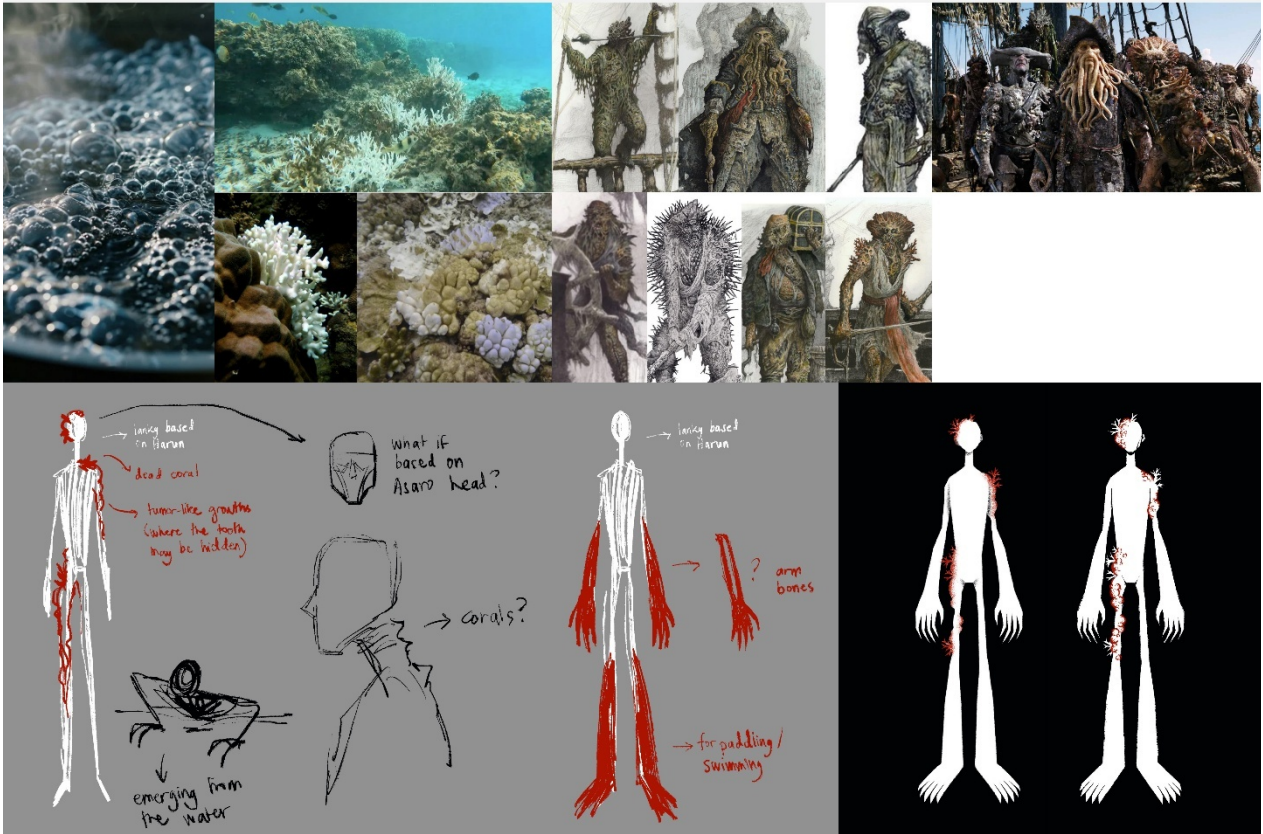 lanky based
on Harun
dead coral
tumor-like growths
(where the tooth
may be hidden)
emerging from
the water
what if
based on
Asaro head?
corals?
lanky based
on Harun
? arm
bones
for paddling/
swimming